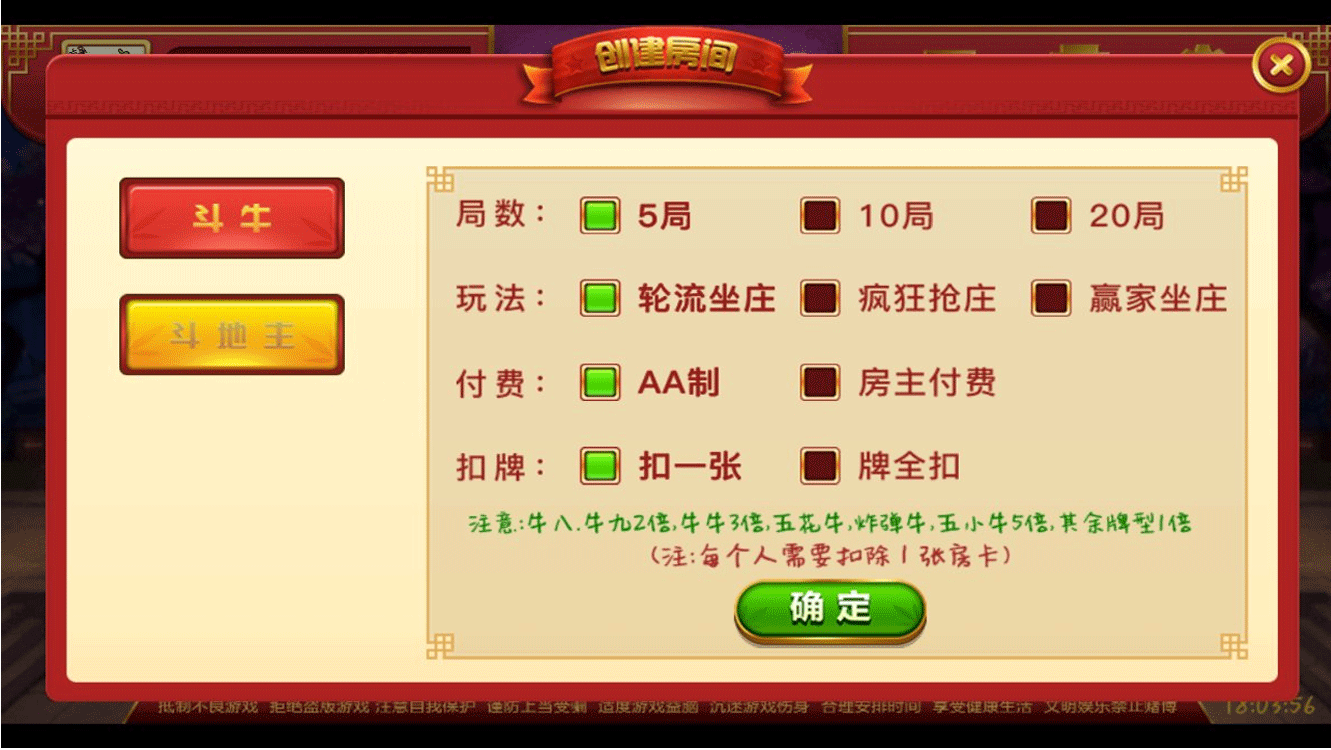 创建房间
斗牛
斗地主
局数： 5局 10局 20局
玩法： 轮流坐庄 疯狂抢庄 赢家坐庄
付费： AA制 房主付费
扣牌： 扣一张 牌全扣
注意:牛八.牛九2倍,牛牛3倍,五花牛,炸弹牛,五小牛5倍,其余牌型1倍
(注:每个人需要扣除1张房卡)
确定
抵制不良游戏 拒绝盗版游戏 注意自我保护 谨防上当受骗 适度游戏益脑 沉迷游戏伤身 合理安排时间 享受健康生活 文明娱乐禁止赌博 18:03:56